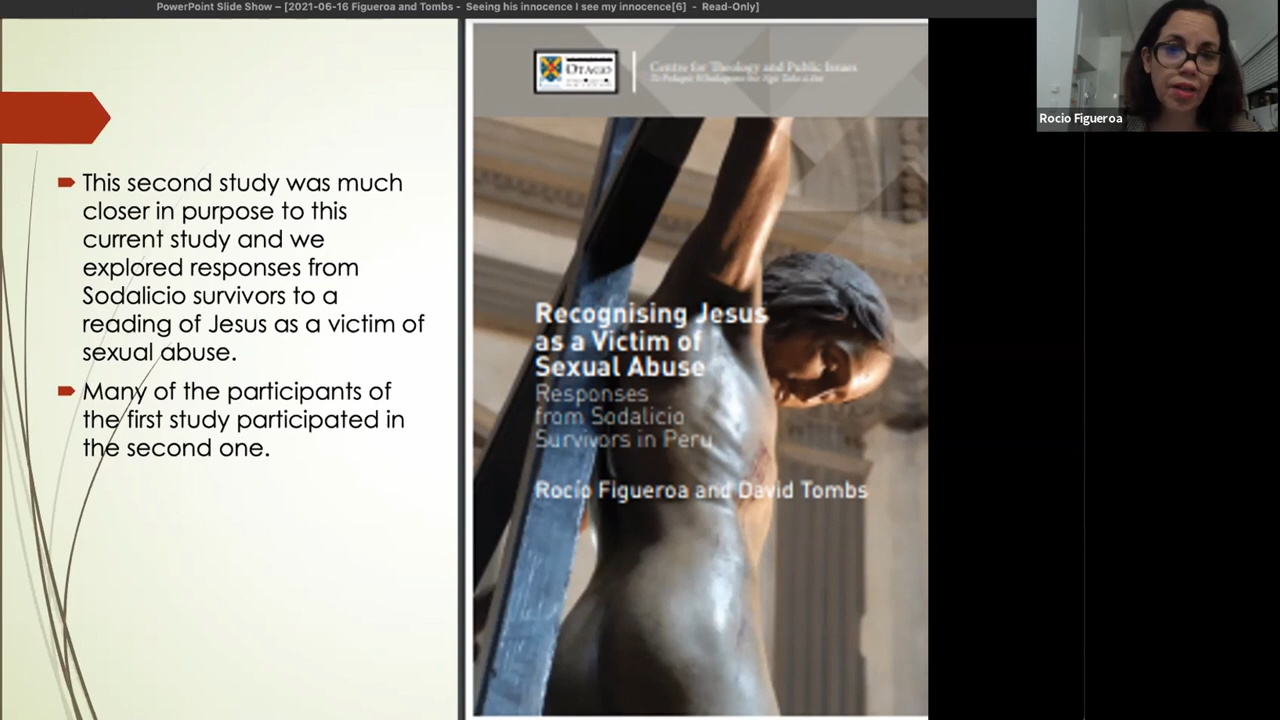 PowerPoint Slide Show – [2021-06-16 Figueroa and Tombs - Seeing his innocence I see my innocence[6] - Read-Only]
This second study was much
closer in purpose to this
current study and we
explored responses from
Sodalicio survivors to a
reading of Jesus as a victim of
sexual abuse.
Many of the participants of
the first study participated in
the second one.
OTAGO
Centre for Theology and Public Issues
Recognising Jesus
as a Victim of
Sexual Abuse
Responses
from Sodalicio
Survivors in Peru
Rocío Figueroa and David Tombs
Rocio Figueroa